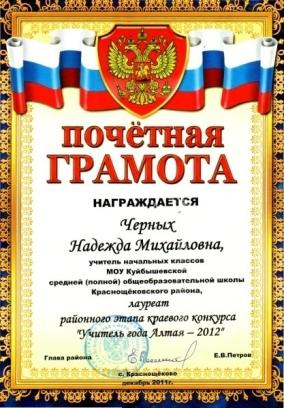 ПОЧЁТНАЯ
ГРАМОТА
НАГРАЖДАЕТСЯ
Черных
Надежда Михайловна,
учитель начальных классов
МОУ Куйбышевской
средней (полной) общеобразовательной школы
Краснощёковского района,
лауреат
районного этапа краевого конкурса
"Учитель года Алтая – 2012"
Глава района Е.В.Петров
с. Краснощёково
декабрь 2011г.